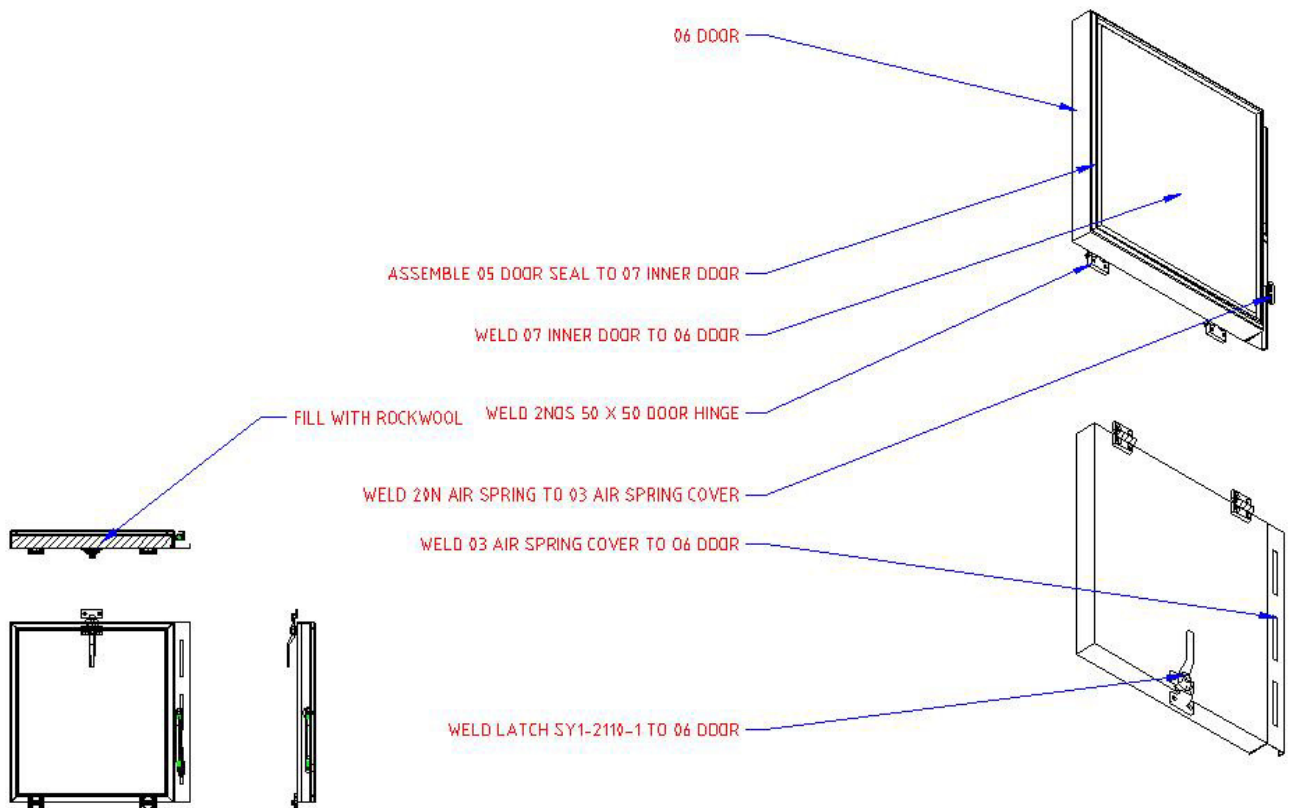 06 DOOR
ASSEMBLE 05 DOOR SEAL TO 07 INNER DOOR
WELD 07 INNER DOOR TO 06 DOOR
FILL WITH ROCKWOOL
WELD 2NOS 50 X 50 DOOR HINGE
WELD 20N AIR SPRING TO 03 AIR SPRING COVER
WELD 03 AIR SPRING COVER TO 06 DOOR
WELD LATCH SY1-2110-1 TO 06 DOOR